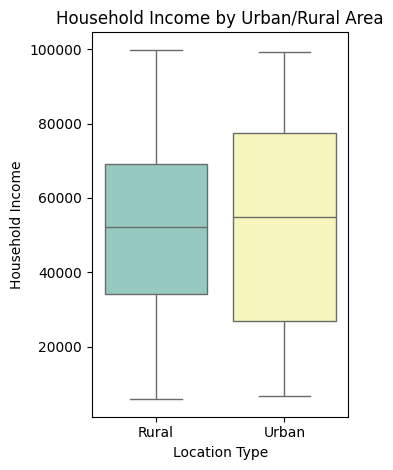 Household Income by Urban/Rural Area
100000
80000
60000
40000
20000
Household Income
Rural
Urban
Location Type